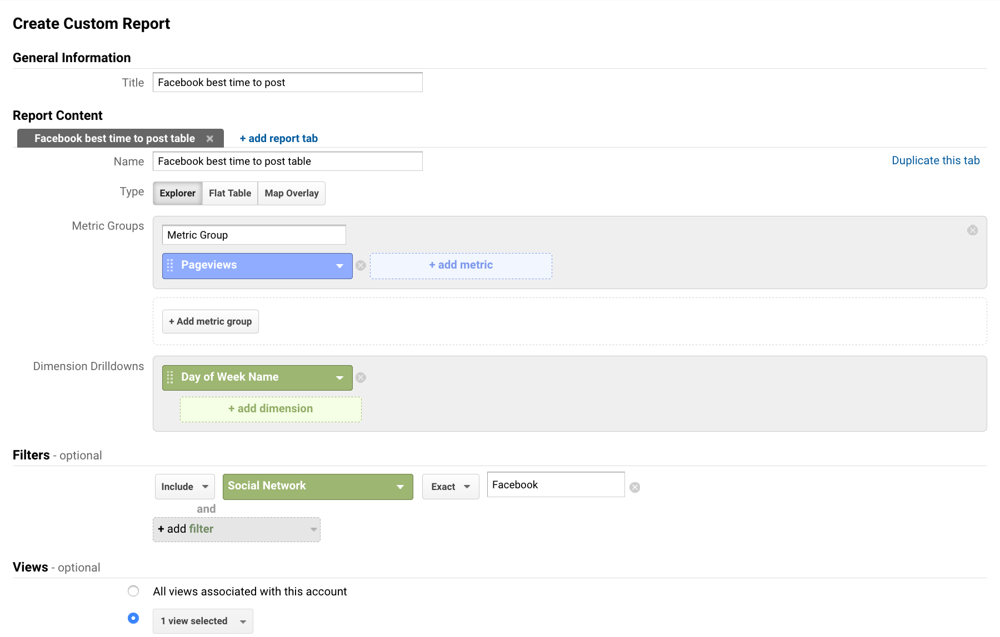 Create Custom Report
General Information
Title Facebook best time to post
Report Content
Facebook best time to post table + add report tab
Name Facebook best time to post table Duplicate this tab
Type Explorer Flat Table Map Overlay
Metric Groups
Metric Group
Pageviews + add metric
+ Add metric group
Dimension Drilldowns
Day of Week Name
+ add dimension
Filters - optional
Include Social Network Exact Facebook
and
+ add filter
Views - optional
All views associated with this account
1 view selected